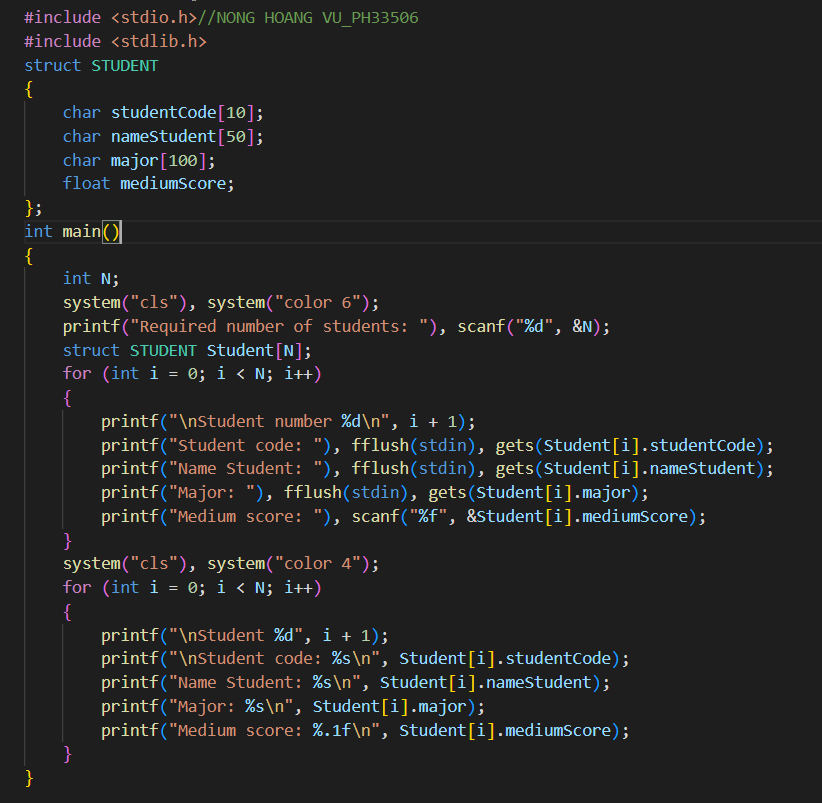 #include <stdio.h>//NONG HOANG VU_PH33506
#include <stdlib.h>
struct STUDENT
{
    char studentCode[10];
    char nameStudent[50];
    char major[100];
    float mediumScore;
};
int main()
{
    int N;
    system("cls"), system("color 6");
    printf("Required number of students: "), scanf("%d", &N);
    struct STUDENT Student[N];
    for (int i = 0; i < N; i++)
    {
        printf("\nStudent number %d\n", i + 1);
        printf("Student code: "), fflush(stdin), gets(Student[i].studentCode);
        printf("Name Student: "), fflush(stdin), gets(Student[i].nameStudent);
        printf("Major: "), fflush(stdin), gets(Student[i].major);
        printf("Medium score: "), scanf("%f", &Student[i].mediumScore);
    }
    system("cls"), system("color 4");
    for (int i = 0; i < N; i++)
    {
        printf("\nStudent %d", i + 1);
        printf("\nStudent code: %s\n", Student[i].studentCode);
        printf("Name Student: %s\n", Student[i].nameStudent);
        printf("Major: %s\n", Student[i].major);
        printf("Medium score: %.1f\n", Student[i].mediumScore);
    }
}